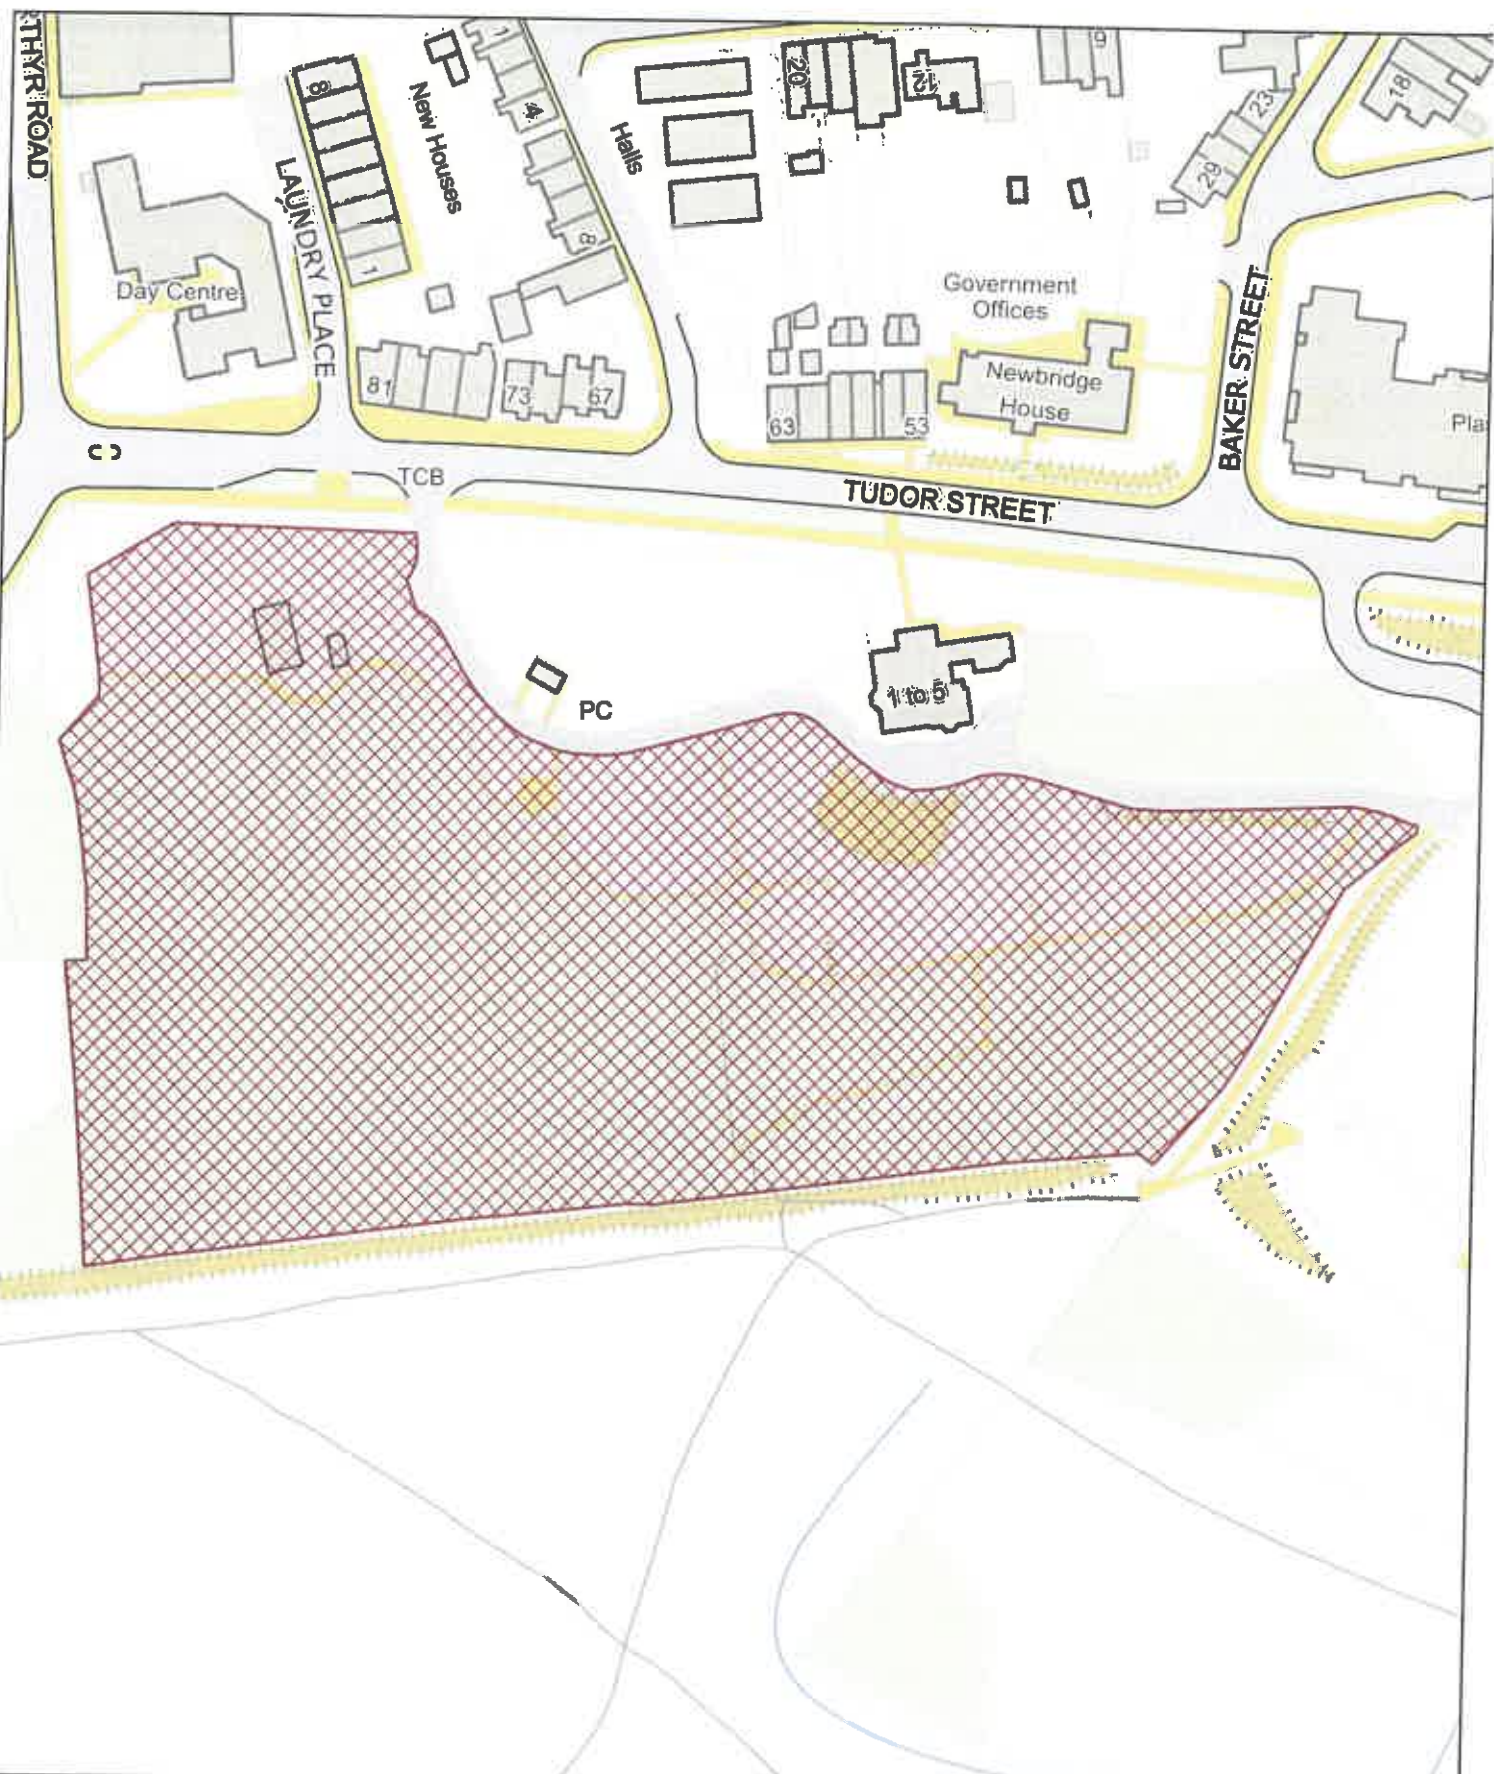 THYR ROAD
8
LAUNDRY PLACE
1
New Houses
1
4
8
Halls
20
12
9
23
29
18
Day Centre
Government
Offices
Newbridge
House
BAKER STREET
81
73
67
63
53
Pla
TCB
TUDOR STREET
PC
1 to 5